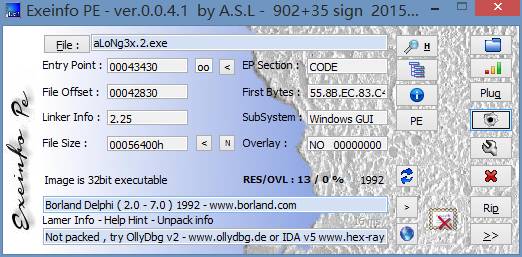 Exeinfo PE - ver.0.0.4.1 by A.S.L - 902+35 sign 2015...
File : aLoNg3x.2.exe H
Entry Point : 00043430 oo < EP Section : CODE
File Offset : 00042830 First Bytes : 55.8B.EC.83.C4 Plug
Linker Info : 2.25 SubSystem : Windows GUI PE
File Size : 00056400h < N Overlay : NO 00000000
Image is 32bit executable RES/OVL : 13 / 0 % 1992
Borland Delphi ( 2.0 - 7.0 ) 1992 - www.borland.com > Rip
Lamer Info - Help Hint - Unpack info
Not packed , try OllyDbg v2 - www.ollydbg.de or IDA v5 www.hex-ray >>
Exeinfo Pe